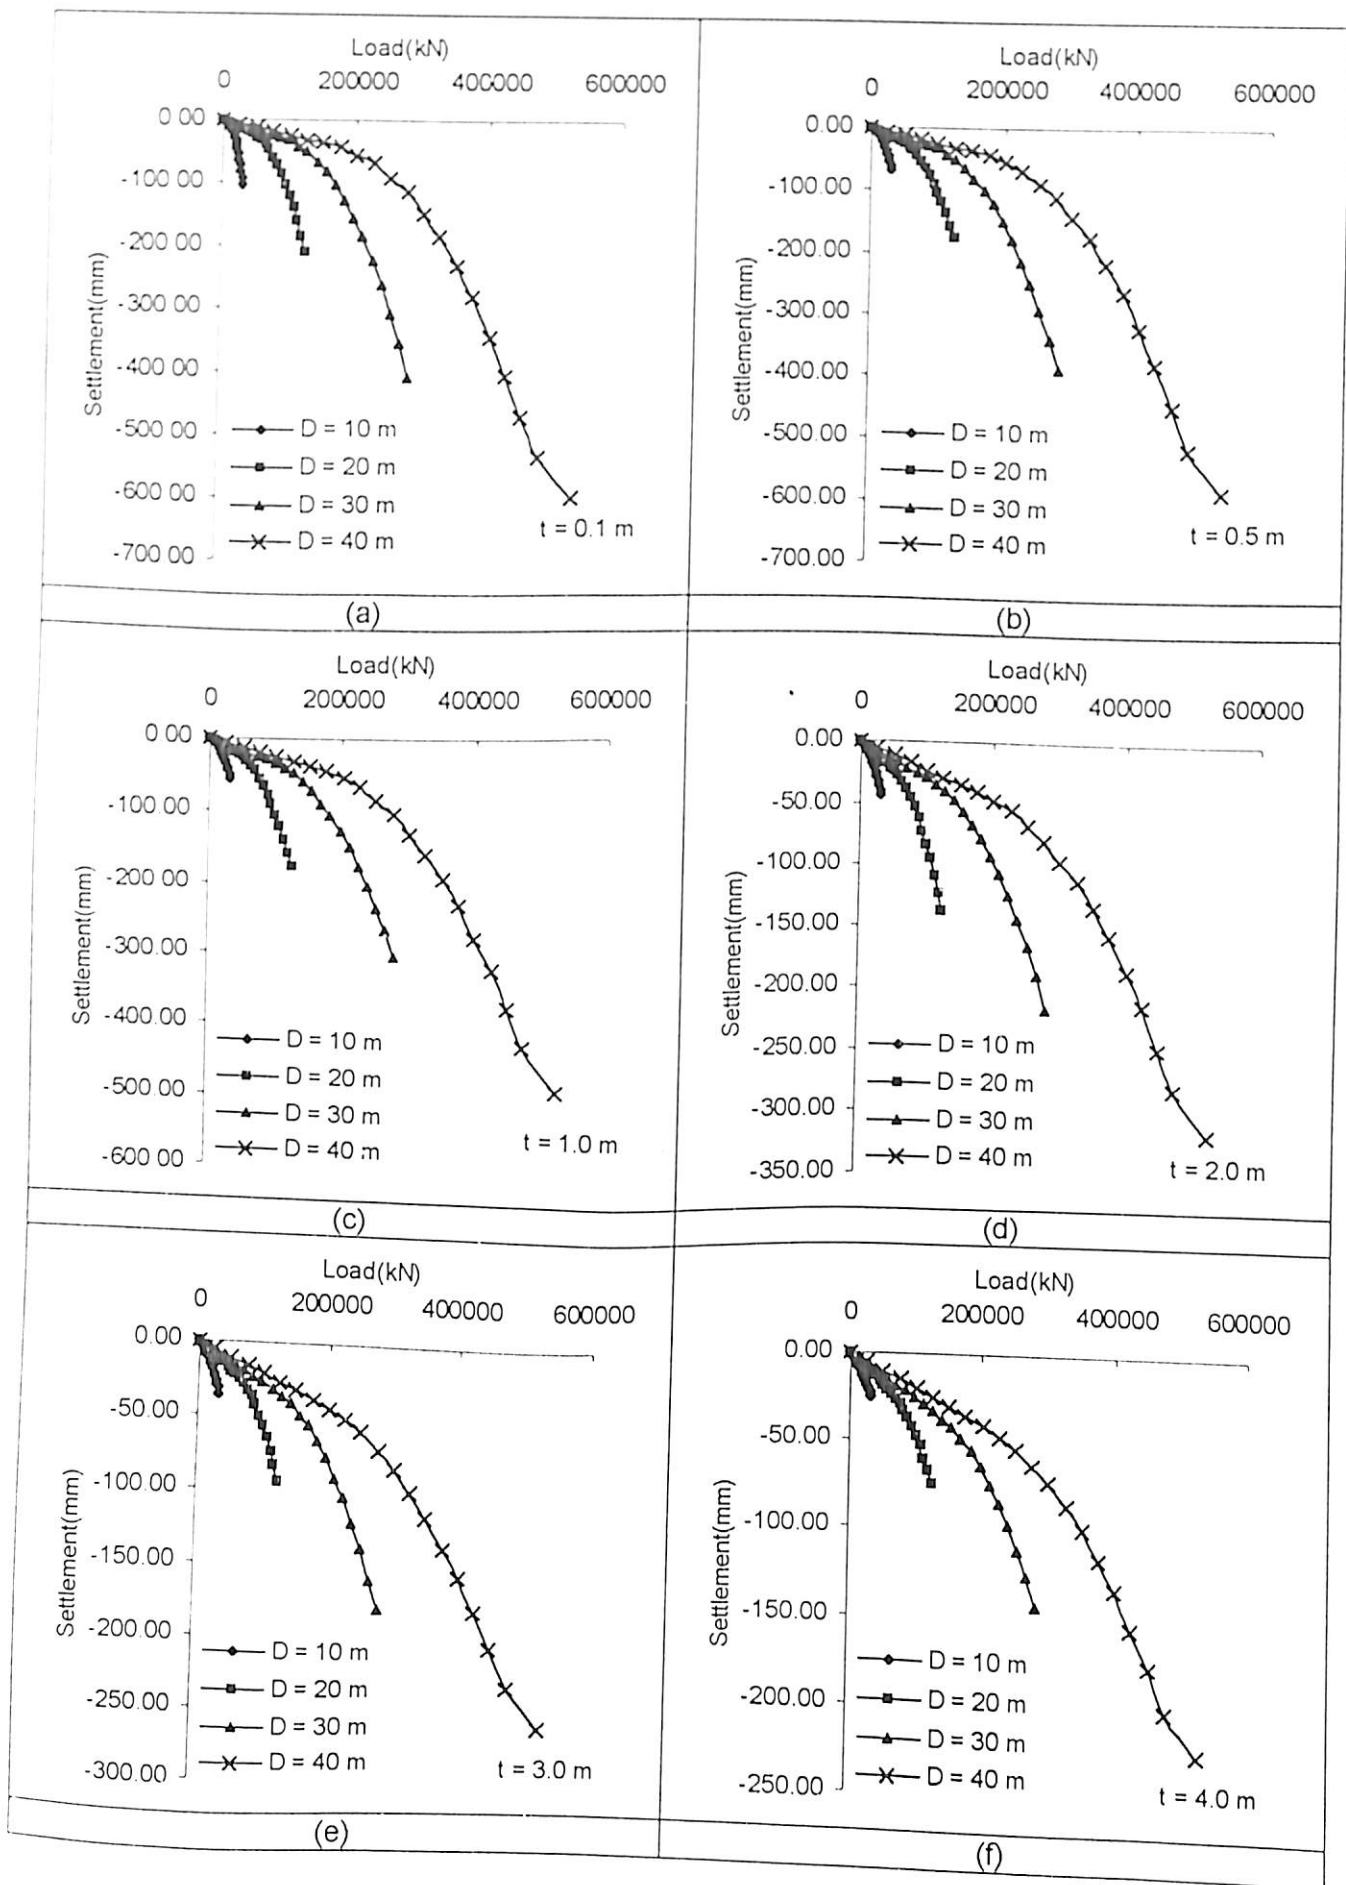 Load(kN)
0 200000 400000 600000
0 00
-100 00
-200 00
-300 00
-400 00
-500 00
-600 00
-700 00
Settlement(mm)
D = 10 m
D = 20 m
D = 30 m
D = 40 m
t = 0.1 m
(a)
Load(kN)
0 200000 400000 600000
0.00
-100.00
-200.00
-300.00
-400.00
-500.00
-600.00
-700.00
Settlement(mm)
D = 10 m
D = 20 m
D = 30 m
D = 40 m
t = 0.5 m
(b)
Load(kN)
0 200000 400000 600000
0 00
-100 00
-200 00
-300.00
-400.00
-500.00
-600 00
Settlement(mm)
D = 10 m
D = 20 m
D = 30 m
D = 40 m
t = 1.0 m
(c)
Load(kN)
0 200000 400000 600000
0.00
-50.00
-100.00
-150.00
-200.00
-250.00
-300.00
-350.00
Settlement(mm)
D = 10 m
D = 20 m
D = 30 m
D = 40 m
t = 2.0 m
(d)
Load(kN)
0 200000 400000 600000
0.00
-50.00
-100.00
-150.00
-200.00
-250.00
-300.00
Settlement(mm)
D = 10 m
D = 20 m
D = 30 m
D = 40 m
t = 3.0 m
(e)
Load(kN)
0 200000 400000 600000
0.00
-50.00
-100.00
-150.00
-200.00
-250.00
Settlement(mm)
D = 10 m
D = 20 m
D = 30 m
D = 40 m
t = 4.0 m
(f)